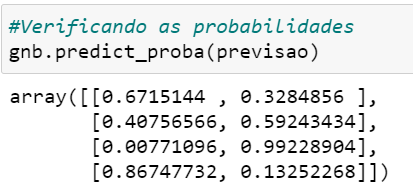 #Verificando as probabilidades
gnb.predict_proba(previsao)
array([[0.6715144 , 0.3284856 ],
       [0.40756566, 0.59243434],
       [0.00771096, 0.99228904],
       [0.86747732, 0.13252268]])